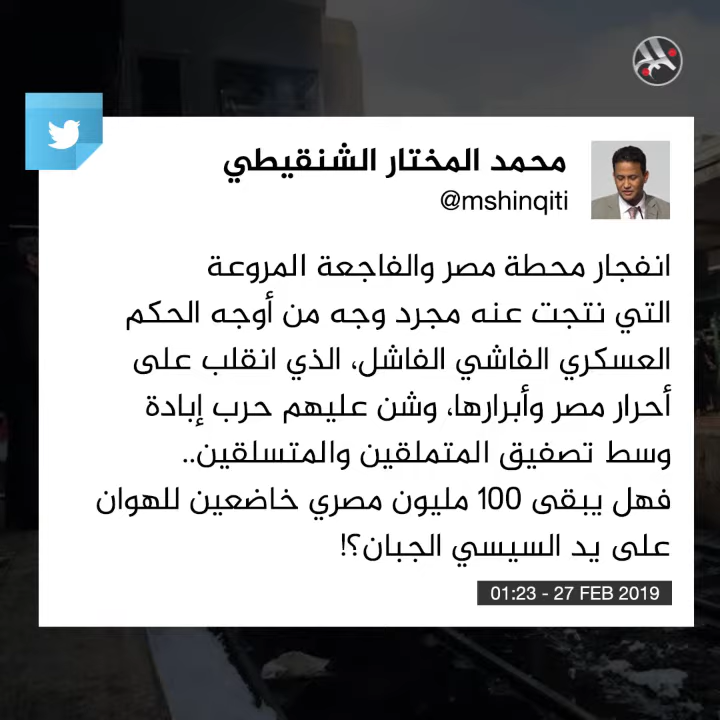 محمد المختار الشنقيطي
@mshinqiti
انفجار محطة مصر والفاجعة المروعة
التي نتجت عنه مجرد وجه من أوجه الحكم
العسكري الفاشي الفاشل، الذي انقلب على
أحرار مصر وأبرارها، وشن عليهم حرب إبادة
وسط تصفيق المتملقين والمتسلقين..
فهل يبقى 100 مليون مصري خاضعين للهوان
على يد السيسي الجبان؟!
01:23 - 27 FEB 2019